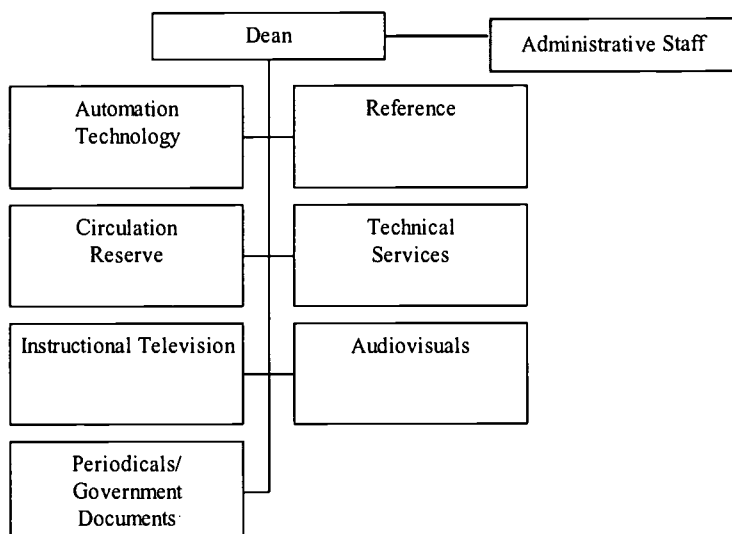 Dean
Administrative Staff
Automation
Technology
Reference
Circulation
Reserve
Technical
Services
Instructional Television
Audiovisuals
Periodicals/
Government
Documents